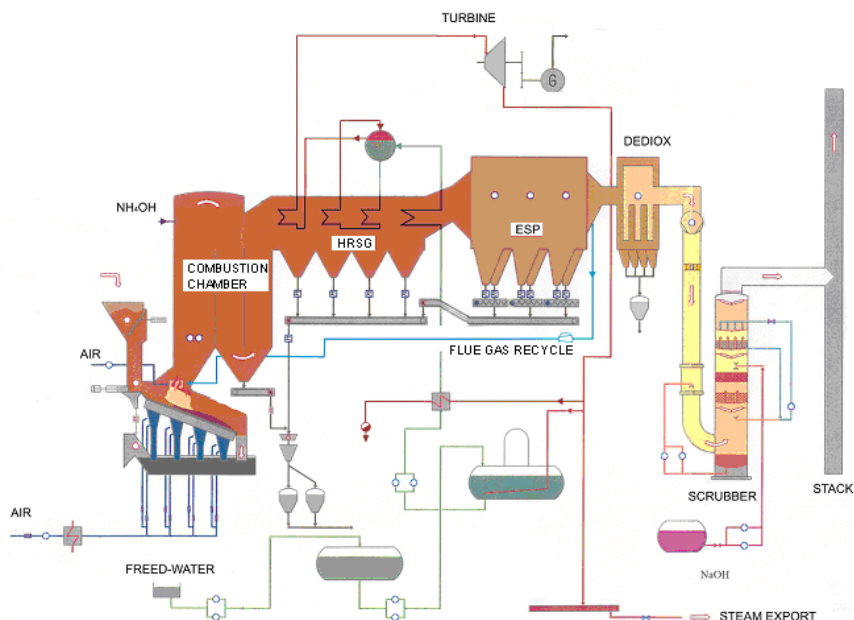 TURBINE
G
DEDIOX
NH₄OH
ESP
HRSG
COMBUSTION
CHAMBER
AIR
FLUE GAS RECYCLE
SCRUBBER
STACK
AIR
FREED-WATER
NaOH
STEAM EXPORT